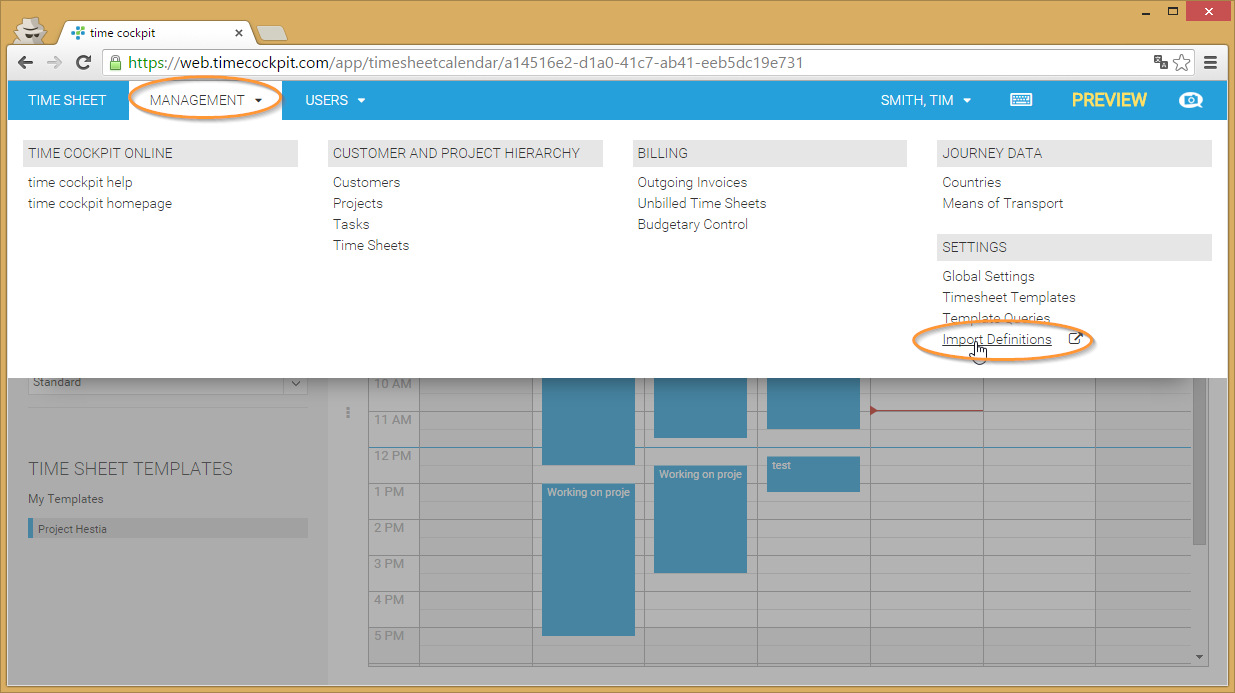 time cockpit
https://web.timecockpit.com/app/timesheetcalendar/a14516e2-d1a0-41c7-ab41-eeb5dc19e731
TIME SHEET
MANAGEMENT
USERS
SMITH, TIM
PREVIEW
TIME COCKPIT ONLINE
time cockpit help
time cockpit homepage
CUSTOMER AND PROJECT HIERARCHY
Customers
Projects
Tasks
Time Sheets
BILLING
Outgoing Invoices
Unbilled Time Sheets
Budgetary Control
JOURNEY DATA
Countries
Means of Transport
SETTINGS
Global Settings
Timesheet Templates
Template Queries
Import Definitions
Standard
TIME SHEET TEMPLATES
My Templates
Project Hestia
10 AM
11 AM
12 PM
1 PM
2 PM
3 PM
4 PM
5 PM
Working on proje
Working on proje
test